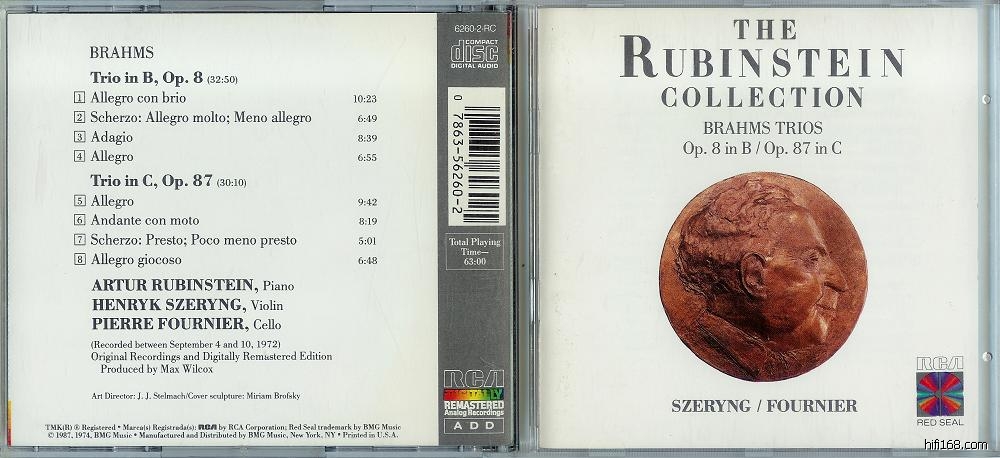 BRAHMS
Trio in B, Op. 8 (32:50)
1 Allegro con brio 10:23
2 Scherzo: Allegro molto; Meno allegro 6:49
3 Adagio 8:39
4 Allegro 6:55
Trio in C, Op. 87 (30:10)
5 Allegro 9:42
6 Andante con moto 8:19
7 Scherzo: Presto; Poco meno presto 5:01
8 Allegro giocoso 6:48
ARTUR RUBINSTEIN, Piano
HENRYK SZERYNG, Violin
PIERRE FOURNIER, Cello
(Recorded between September 4 and 10, 1972)
Original Recordings and Digitally Remastered Edition
Produced by Max Wilcox
Art Director: J. J. Stelmach/Cover sculpture: Miriam Brofsky
TMK(R) ® Registered • Marca(s) Registrada(s): RCA by RCA Corporation; Red Seal trademark by BMG Music
© 1987, 1974, BMG Music • Manufactured and Distributed by BMG Music, New York, NY • Printed in U.S.A.
6260-2-RC
COMPACT
disc
DIGITAL AUDIO
0 78635-6260-2
Total Playing
Time—
63:00
RCA
DIGITALLY
REMASTERED
Analog Recordings
ADD
THE
RUBINSTEIN
COLLECTION
BRAHMS TRIOS
Op. 8 in B / Op. 87 in C
SZERYNG / FOURNIER
RCA
RED SEAL
hifi168.com